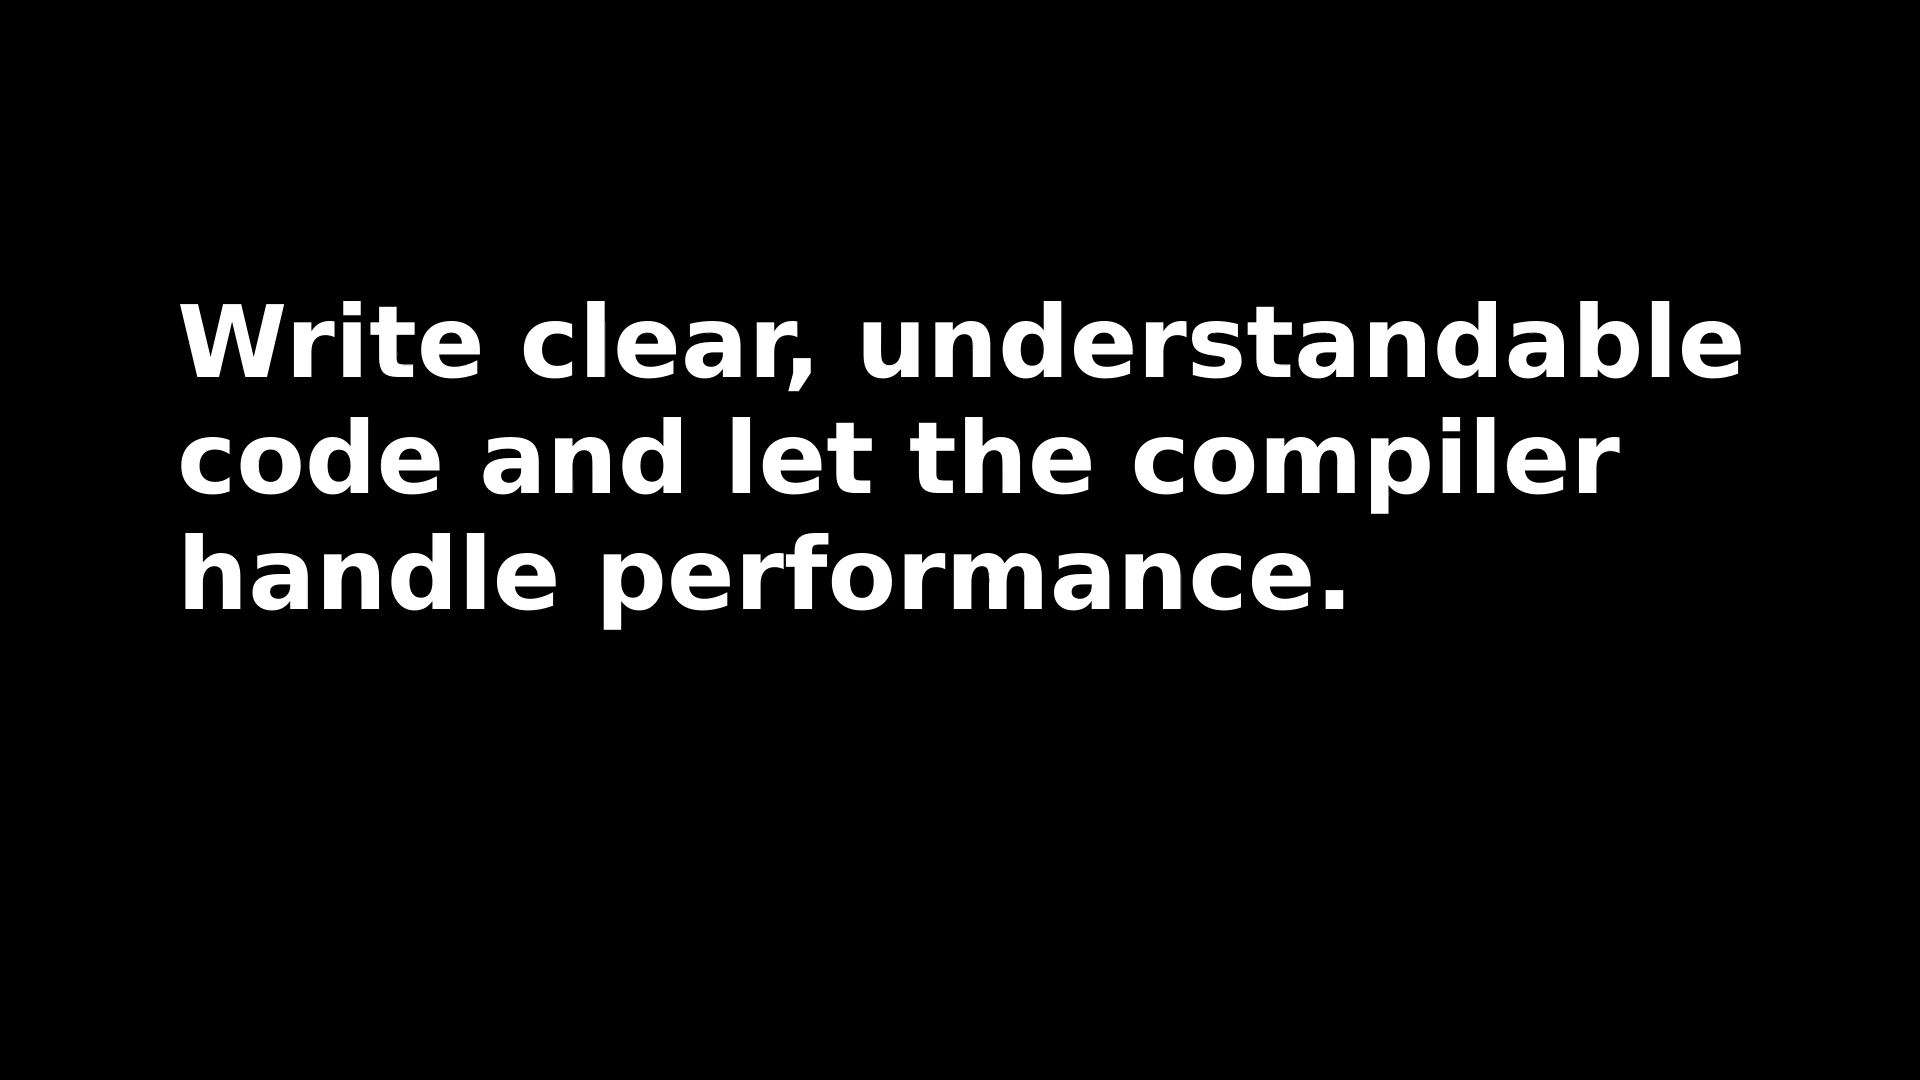 Write clear, understandable
code and let the compiler
handle performance.